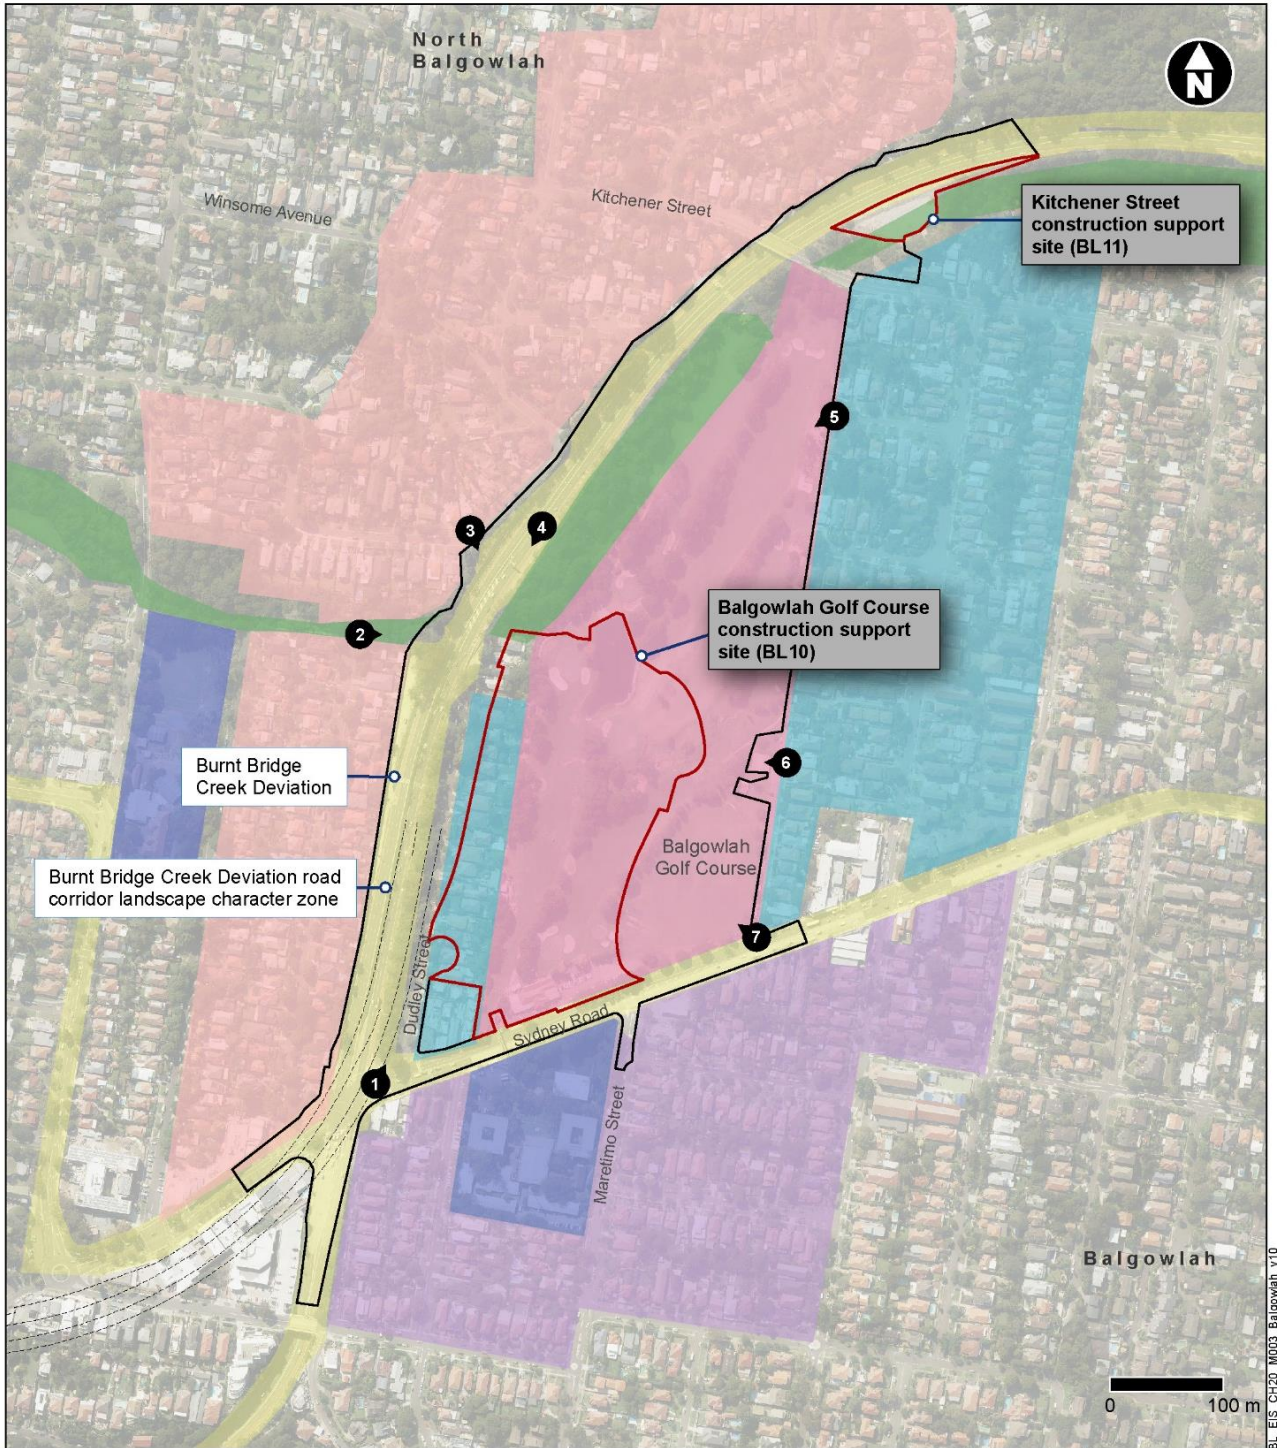 North
Balgowlah
N
Winsome Avenue
Kitchener Street
Kitchener Street
construction support
site (BL11)
5
3
4
2
Balgowlah Golf Course
construction support
site (BL10)
Burnt Bridge
Creek Deviation
6
Burnt Bridge Creek Deviation road
corridor landscape character zone
Balgowlah
Golf Course
7
Dudley Street
Sydney Road
1
Maretimo Street
Balgowlah
0 100 m
BL_EIS_CH20_M003_Balgowlah_v10